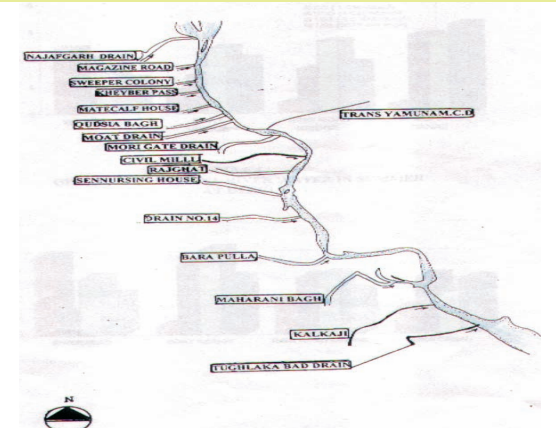 NAJAFGARH DRAIN
MAGAZINE ROAD
SWEEPER COLONY
KHEYBER PASS
MATECALF HOUSE
QUDSIA BAGH
MOAT DRAIN
TRANS YAMUNAM.C.D
MORI GATE DRAIN
CIVIL MILLL
RAJGHAT
SENNURSING HOUSE
DRAIN NO.14
BARA PULLA
MAHARANI BAGH
KALKAJI
TUGHLAKA BAD DRAIN
N